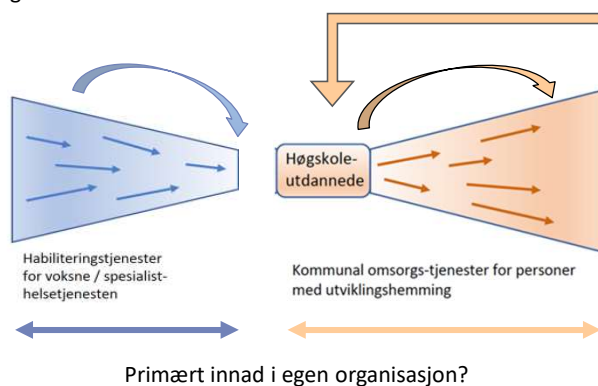 Høgskole-
utdannede
Habiliteringstjenester
for voksne / spesialist-
helsetjenesten
Kommunal omsorgs-tjenester for personer
med utviklingshemming
Primært innad i egen organisasjon?